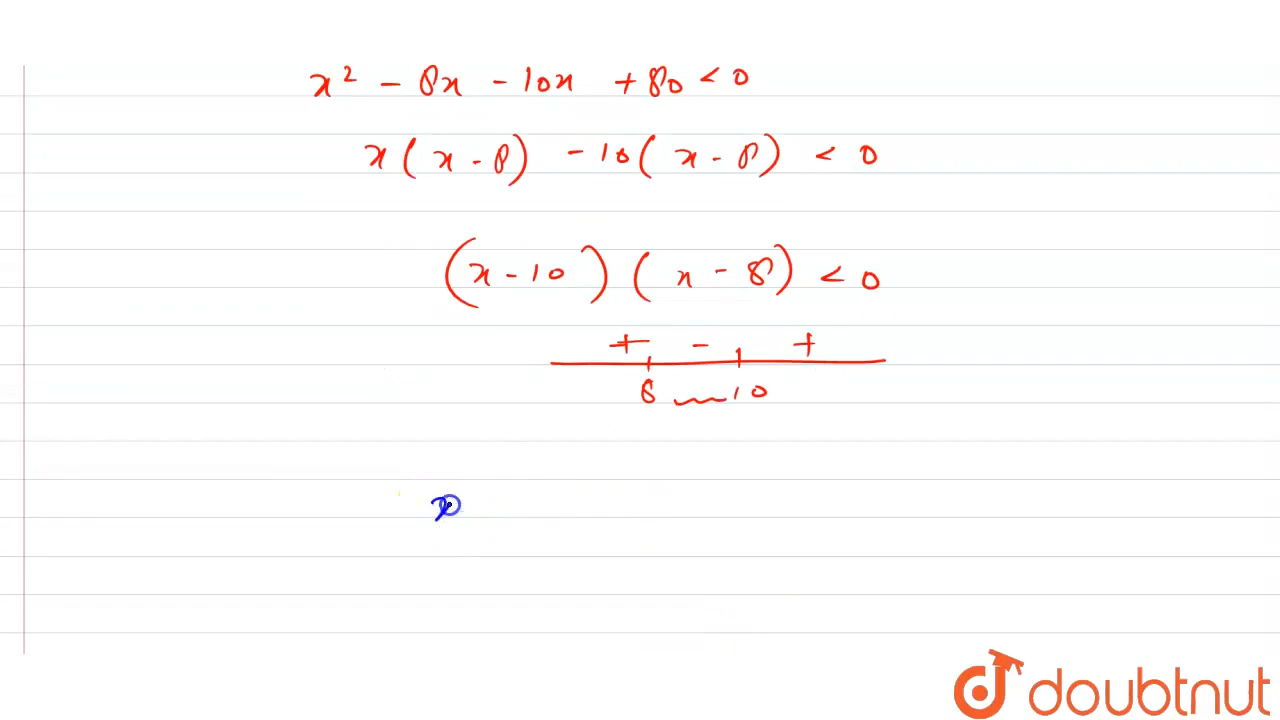 x² - 8x - 10x + 80 < 0
x(x - 8) - 10(x - 8) < 0
(x - 10)(x - 8) < 0
+ - +
8 10
x
doubtnut